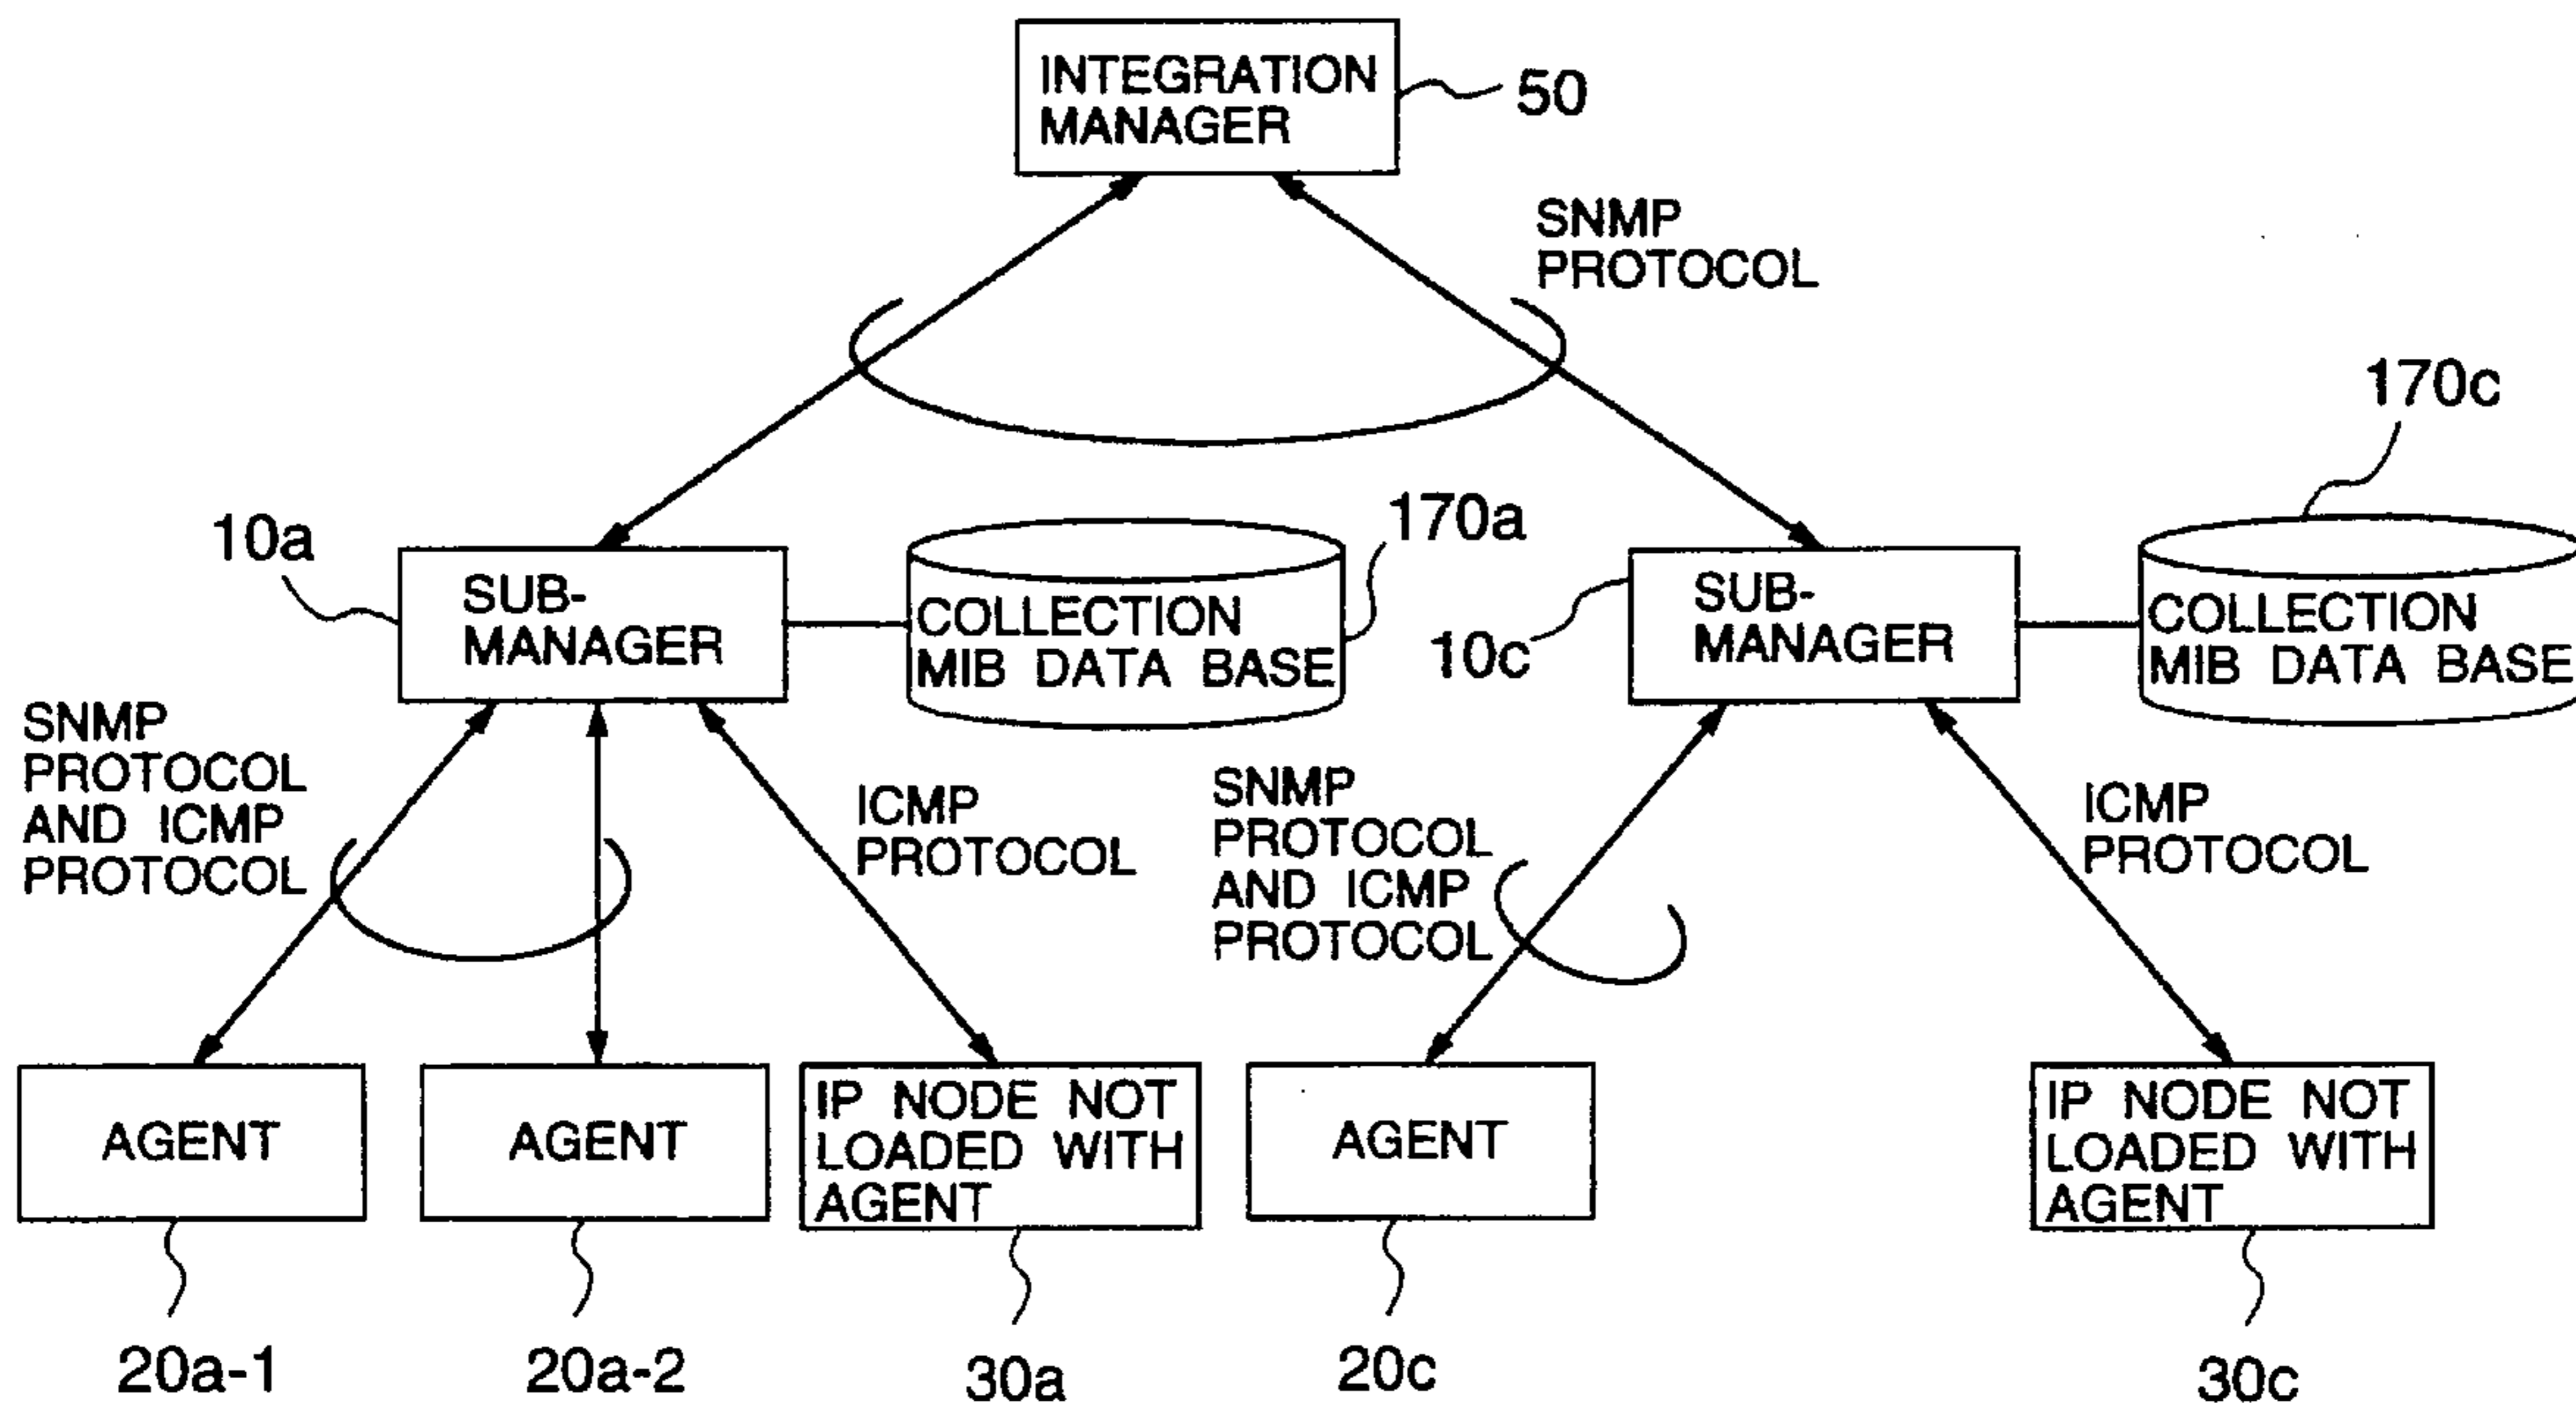 INTEGRATION
MANAGER
50
SNMP
PROTOCOL
170c
170a
10a
SUB-
MANAGER
COLLECTION
MIB DATA BASE
10c
SUB-
MANAGER
COLLECTION
MIB DATA BASE
SNMP
PROTOCOL
AND ICMP
PROTOCOL
ICMP
PROTOCOL
SNMP
PROTOCOL
AND ICMP
PROTOCOL
ICMP
PROTOCOL
AGENT
AGENT
IP NODE NOT
LOADED WITH
AGENT
AGENT
IP NODE NOT
LOADED WITH
AGENT
20a-1
20a-2
30a
20c
30c